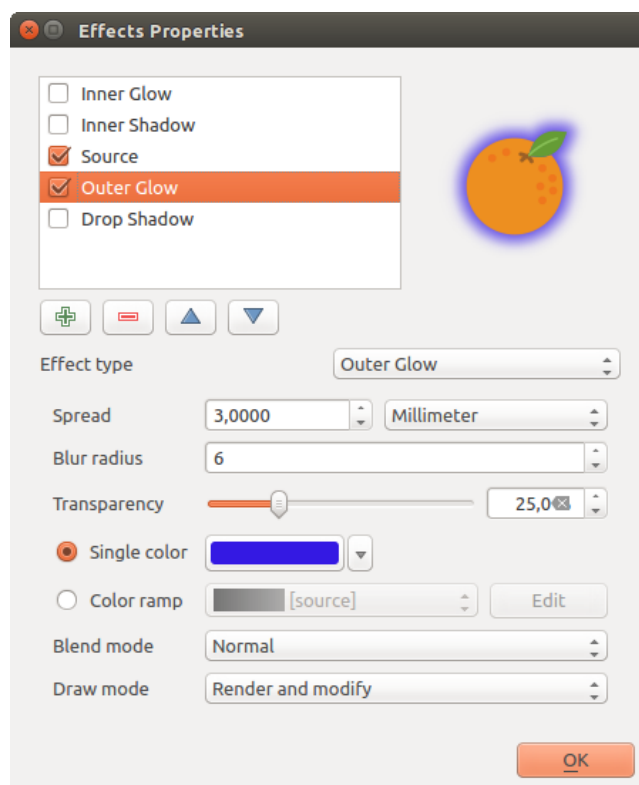 Effects Properties
Inner Glow
Inner Shadow
Source
Outer Glow
Drop Shadow
Effect type Outer Glow
Spread 3,0000 Millimeter
Blur radius 6
Transparency 25,0
Single color
Color ramp [source] Edit
Blend mode Normal
Draw mode Render and modify
OK